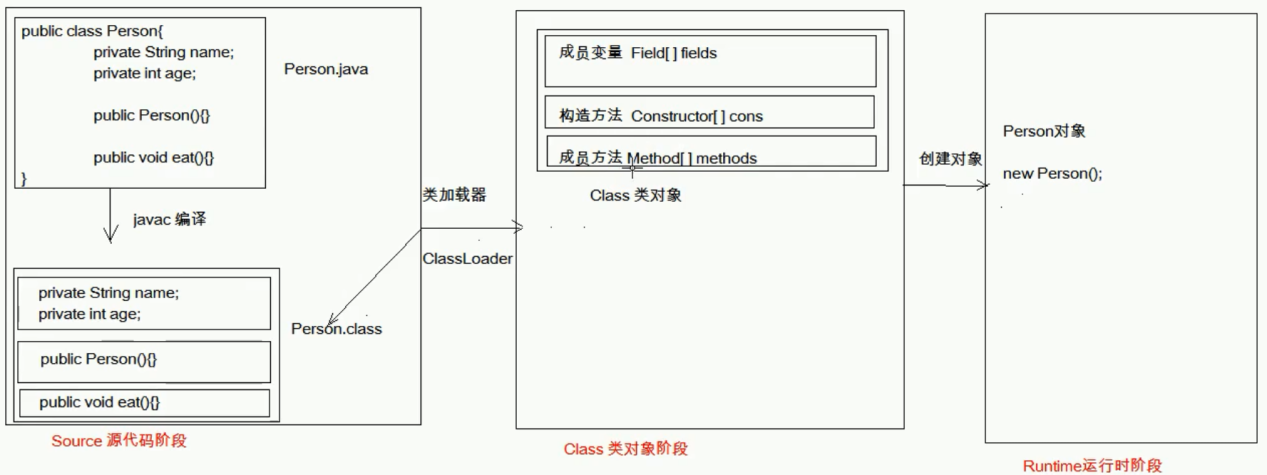 public class Person{
private String name;
private int age;
public Person(){}
public void eat(){}
}
Person.java
javac 编译
private String name;
private int age;
public Person(){}
public void eat(){}
Person.class
Source 源代码阶段
类加载器
ClassLoader
成员变量 Field[] fields
构造方法 Constructor[] cons
成员方法 Method[] methods
Class 类对象
Class 类对象阶段
创建对象
Person对象
new Person();
Runtime运行时阶段